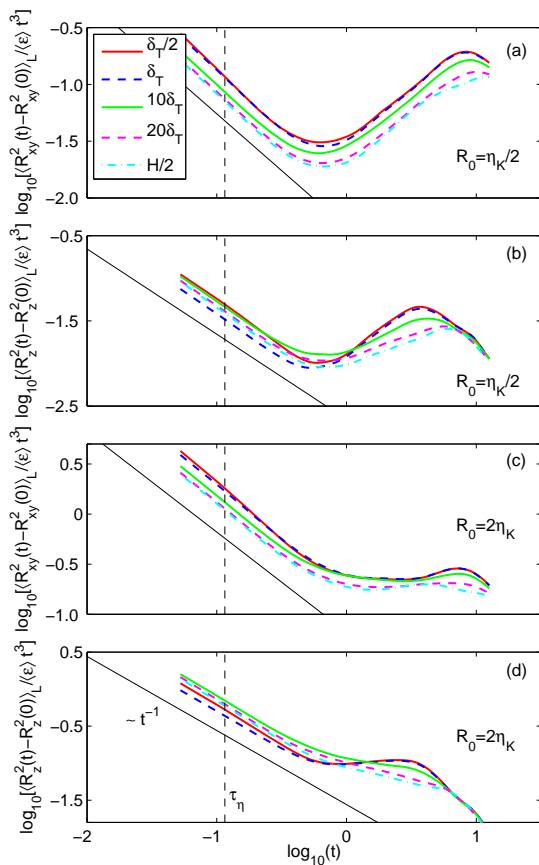 log₁₀[⟨R²xy(t)−R²xy(0)⟩L/⟨ε⟩ t³]
−0.5
−1.0
−1.5
−2.0
δT/2
δT
10δT
20δT
H/2
(a)
R₀=ηK/2
log₁₀[⟨R²z(t)−R²z(0)⟩L/⟨ε⟩ t³]
−0.5
−1.5
−2.5
(b)
R₀=ηK/2
log₁₀[⟨R²xy(t)−R²xy(0)⟩L/⟨ε⟩ t³]
0.5
0
−0.5
−1.0
(c)
R₀=2ηK
log₁₀[⟨R²z(t)−R²z(0)⟩L/⟨ε⟩ t³]
0.5
−0.5
−1.5
(d)
~ t⁻¹
R₀=2ηK
τη
−2 −1 0 1
log₁₀(t)